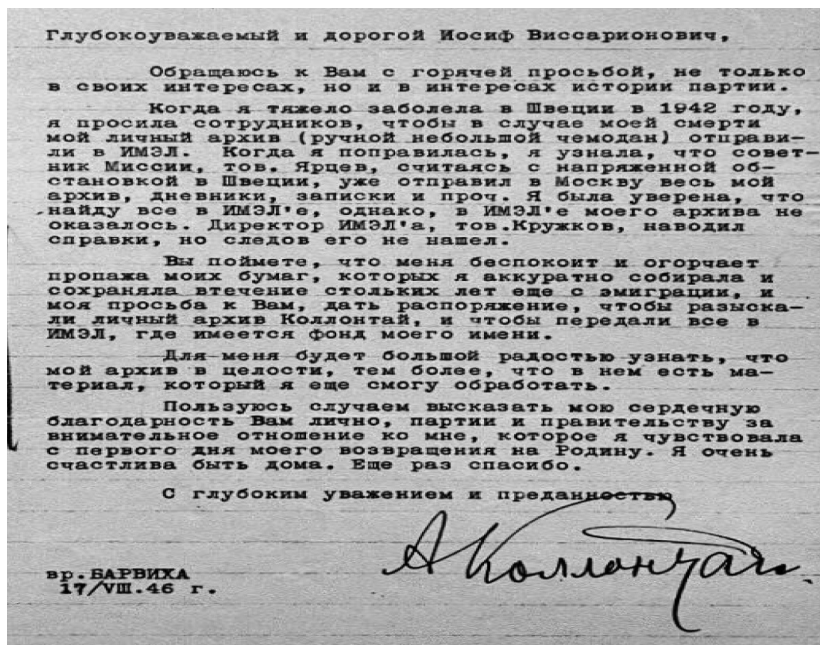 Глубокоуважаемый и дорогой Иосиф Виссарионович,
Обращаюсь к Вам с горячей просьбой, не только
в своих интересах, но и в интересах истории партии.
Когда я тяжело заболела в Швеции в 1942 году,
я просила сотрудников, чтобы в случае моей смерти
мой личный архив (ручной небольшой чемодан) отправи-
ли в ИМЭЛ. Когда я поправилась, я узнала, что совет-
ник Миссии, тов. Ярцев, считаясь с напряженной об-
становкой в Швеции, уже отправил в Москву весь мой
архив, дневники, записки и проч. Я была уверена, что
найду все в ИМЭЛ'е, однако, в ИМЭЛ'е моего архива не
оказалось. Директор ИМЭЛ'а, тов.Кружков, наводил
справки, но следов его не нашел.
Вы поймете, что меня беспокоит и огорчает
пропажа моих бумаг, которых я аккуратно собирала и
сохраняла втечение стольких лет еще с эмиграции, и
моя просьба к Вам, дать распоряжение, чтобы разыска-
ли личный архив Коллонтай, и чтобы передали все в
ИМЭЛ, где имеется фонд моего имени.
Для меня будет большой радостью узнать, что
мой архив в целости, тем более, что в нем есть ма-
териал, который я еще смогу обработать.
Пользуюсь случаем высказать мою сердечную
благодарность Вам лично, партии и правительству за
внимательное отношение ко мне, которое я чувствовала
с первого дня моего возвращения на Родину. Я очень
счастлива быть дома. Еще раз спасибо.
С глубоким уважением и преданностью
А Коллонтай.
вр.БАРВИХА
17/VIII.46 г.